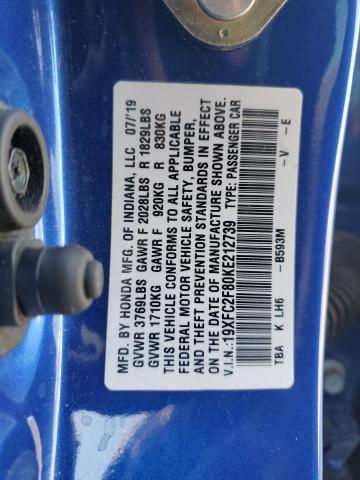 MFD. BY HONDA MFG. OF INDIANA, LLC 07/'19
GVWR 3769LBS GAWR F 2028LBS R 1829LBS
GVWR 1710KG GAWR F 920KG R 830KG
THIS VEHICLE CONFORMS TO ALL APPLICABLE
FEDERAL MOTOR VEHICLE SAFETY, BUMPER,
AND THEFT PREVENTION STANDARDS IN EFFECT
ON THE DATE OF MANUFACTURE SHOWN ABOVE.
V.I.N.: 19XFC2F80KE212739 TYPE: PASSENGER CAR
TBA K LH6 -B593M -V -E